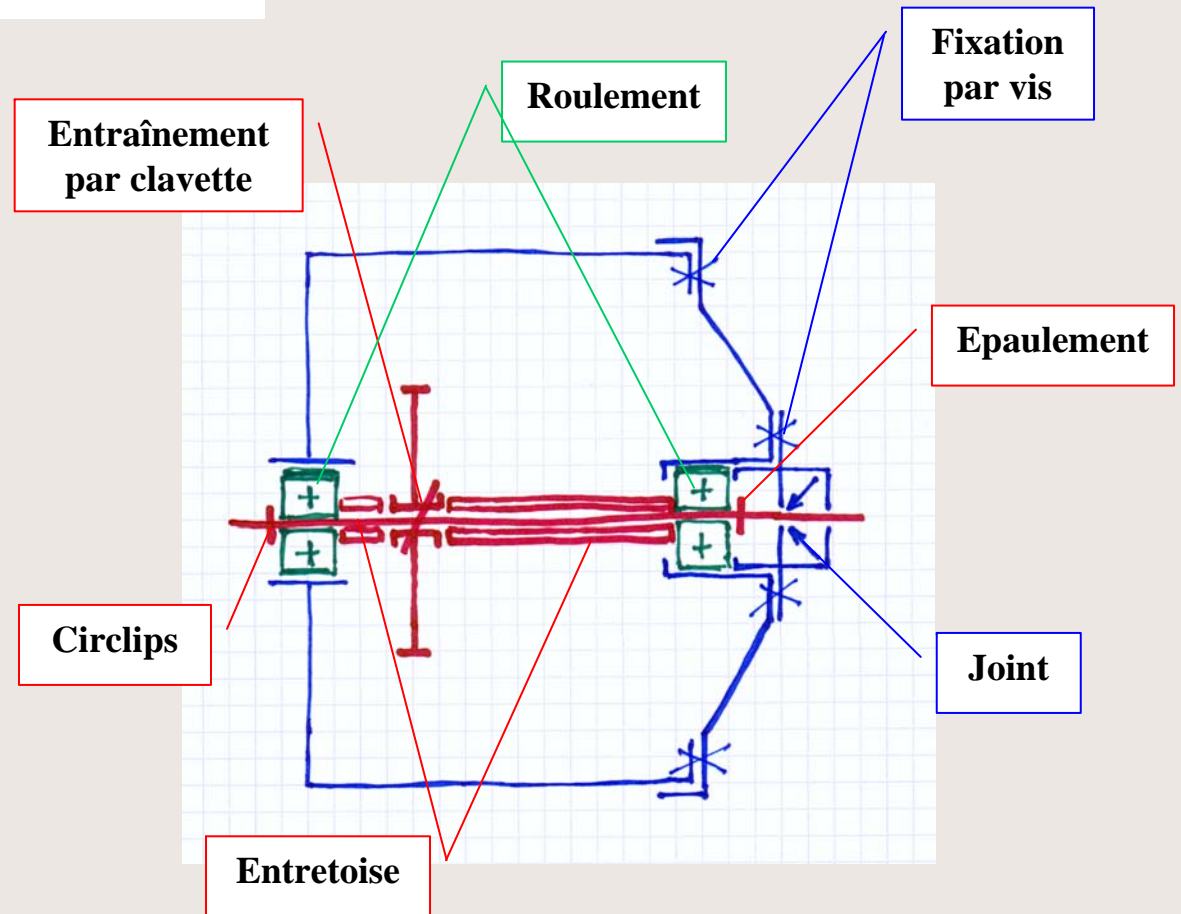 Fixation
par vis
Roulement
Entraînement
par clavette
Epaulement
Circlips
Joint
Entretoise